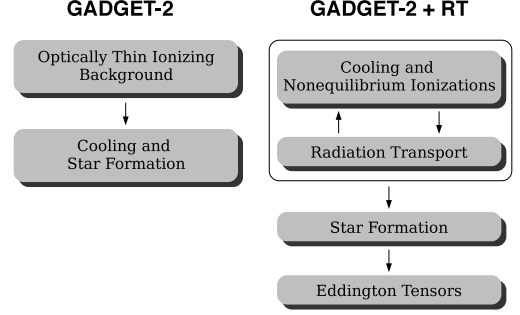 GADGET-2
Optically Thin Ionizing
Background
Cooling and
Star Formation
GADGET-2 + RT
Cooling and
Nonequilibrium Ionizations
Radiation Transport
Star Formation
Eddington Tensors